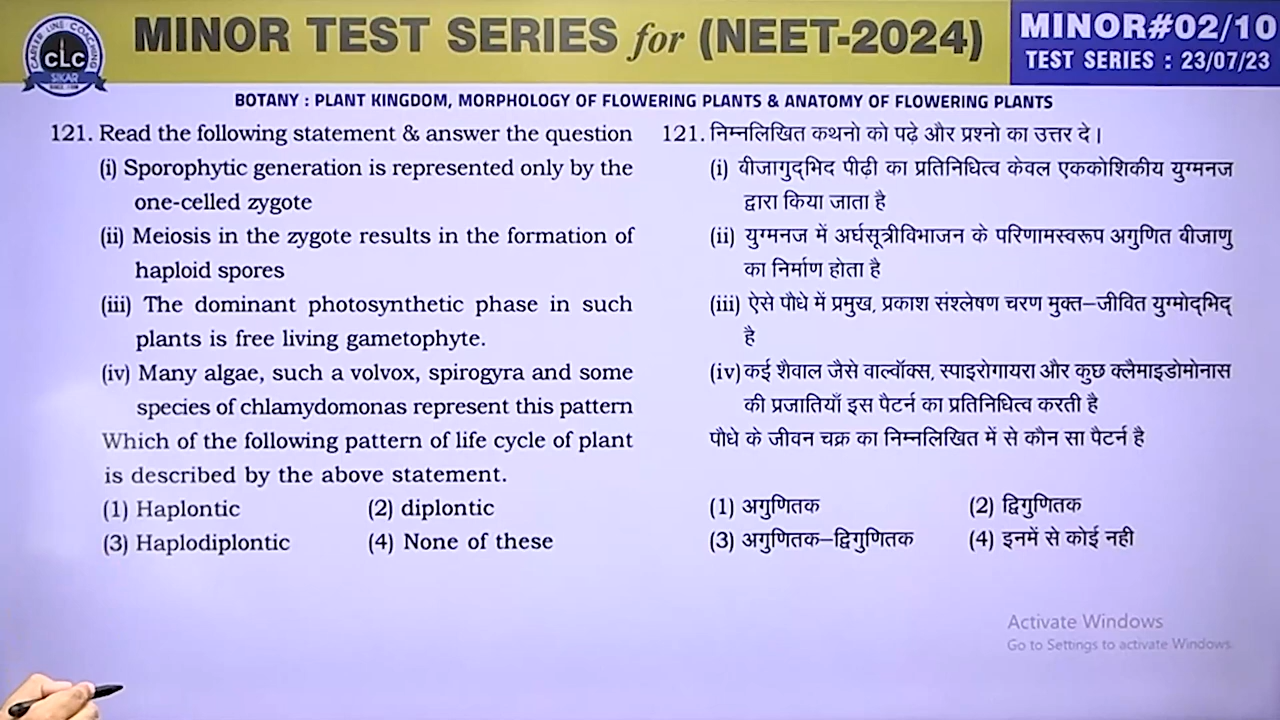 CAREER LINE COACHING
CLC
SIKAR
MINOR TEST SERIES for (NEET-2024)
MINOR#02/10
TEST SERIES : 23/07/23
BOTANY : PLANT KINGDOM, MORPHOLOGY OF FLOWERING PLANTS & ANATOMY OF FLOWERING PLANTS
121. Read the following statement & answer the question
(i) Sporophytic generation is represented only by the
one-celled zygote
(ii) Meiosis in the zygote results in the formation of
haploid spores
(iii) The dominant photosynthetic phase in such
plants is free living gametophyte.
(iv) Many algae, such a volvox, spirogyra and some
species of chlamydomonas represent this pattern
Which of the following pattern of life cycle of plant
is described by the above statement.
(1) Haplontic (2) diplontic
(3) Haplodiplontic (4) None of these
121. निम्नलिखित कथनो को पढ़े और प्रश्नो का उत्तर दे।
(i) बीजागुद्भिद पीढ़ी का प्रतिनिधित्व केवल एककोशिकीय युग्मनज
द्वारा किया जाता है
(ii) युग्मनज में अर्घसूत्रीविभाजन के परिणामस्वरूप अगुणित बीजाणु
का निर्माण होता है
(iii) ऐसे पौधे में प्रमुख, प्रकाश संश्लेषण चरण मुक्त–जीवित युग्मोद्भिद्
है
(iv) कई शैवाल जैसे वाल्वॉक्स, स्पाइरोगायरा और कुछ क्लैमाइडोमोनास
की प्रजातियाँ इस पैटर्न का प्रतिनिधित्व करती है
पौधे के जीवन चक्र का निम्नलिखित में से कौन सा पैटर्न है
(1) अगुणितक (2) द्विगुणितक
(3) अगुणितक–द्विगुणितक (4) इनमें से कोई नही
Activate Windows
Go to Settings to activate Windows.